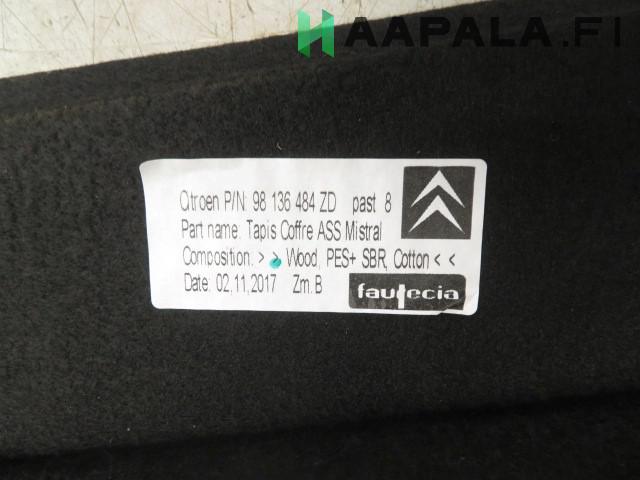 HAAPALA.FI
Citroen P/N: 98 136 484 ZD past 8
Part name: Tapis Coffre ASS Mistral
Composition. > > Wood, PES+ SBR, Cotton < <
Date: 02,11,2017 Zm.B
faurecia